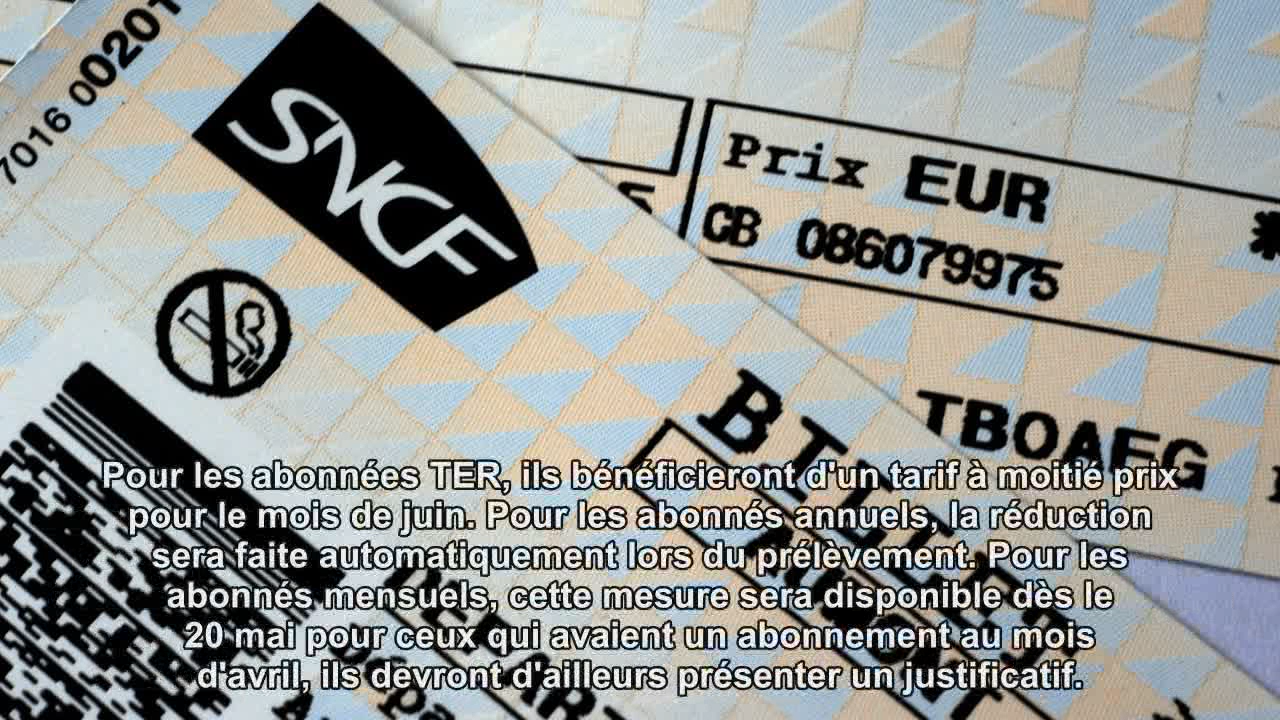 7016 00201
SNCF
Prix EUR
CB 086079975
TBOAEG
BILLET
Pour les abonnées TER, ils bénéficieront d'un tarif à moitié prix
pour le mois de juin. Pour les abonnés annuels, la réduction
sera faite automatiquement lors du prélèvement. Pour les
abonnés mensuels, cette mesure sera disponible dès le
20 mai pour ceux qui avaient un abonnement au mois
d'avril, ils devront d'ailleurs présenter un justificatif.